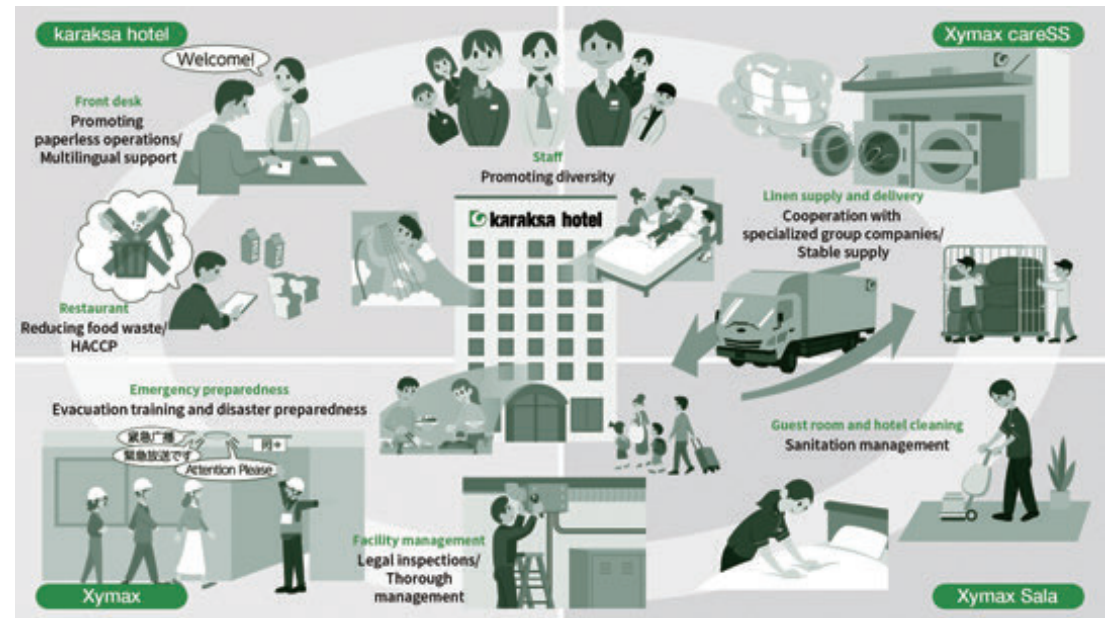 karaksa hotel
Welcome!
Front desk
Promoting
paperless operations/
Multilingual support
Staff
Promoting diversity
Xymax careSS
Linen supply and delivery
Cooperation with
specialized group companies/
Stable supply
karaksa hotel
Restaurant
Reducing food waste/
HACCP
Emergency preparedness
Evacuation training and disaster preparedness
緊急广播
緊急放送です
Attention Please
Xymax
Facility management
Legal inspections/
Thorough
management
Guest room and hotel cleaning
Sanitation management
Xymax Sala